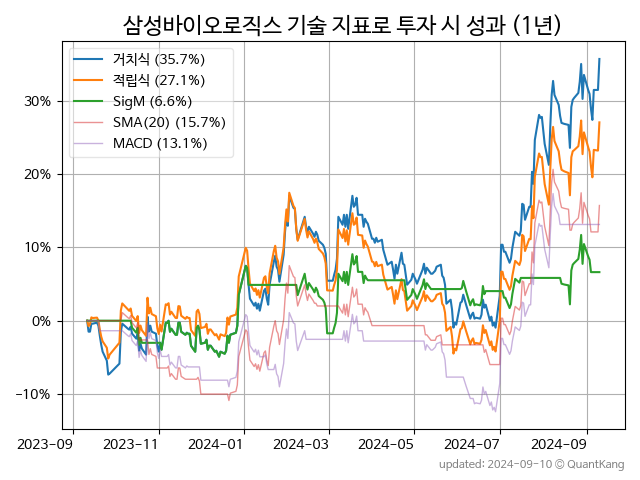 삼성바이오로직스 기술 지표로 투자 시 성과 (1년)
거치식 (35.7%)
적립식 (27.1%)
SigM (6.6%)
SMA(20) (15.7%)
MACD (13.1%)
30%
20%
10%
0%
−10%
2023-09 2023-11 2024-01 2024-03 2024-05 2024-07 2024-09
updated: 2024-09-10 @ QuantKang